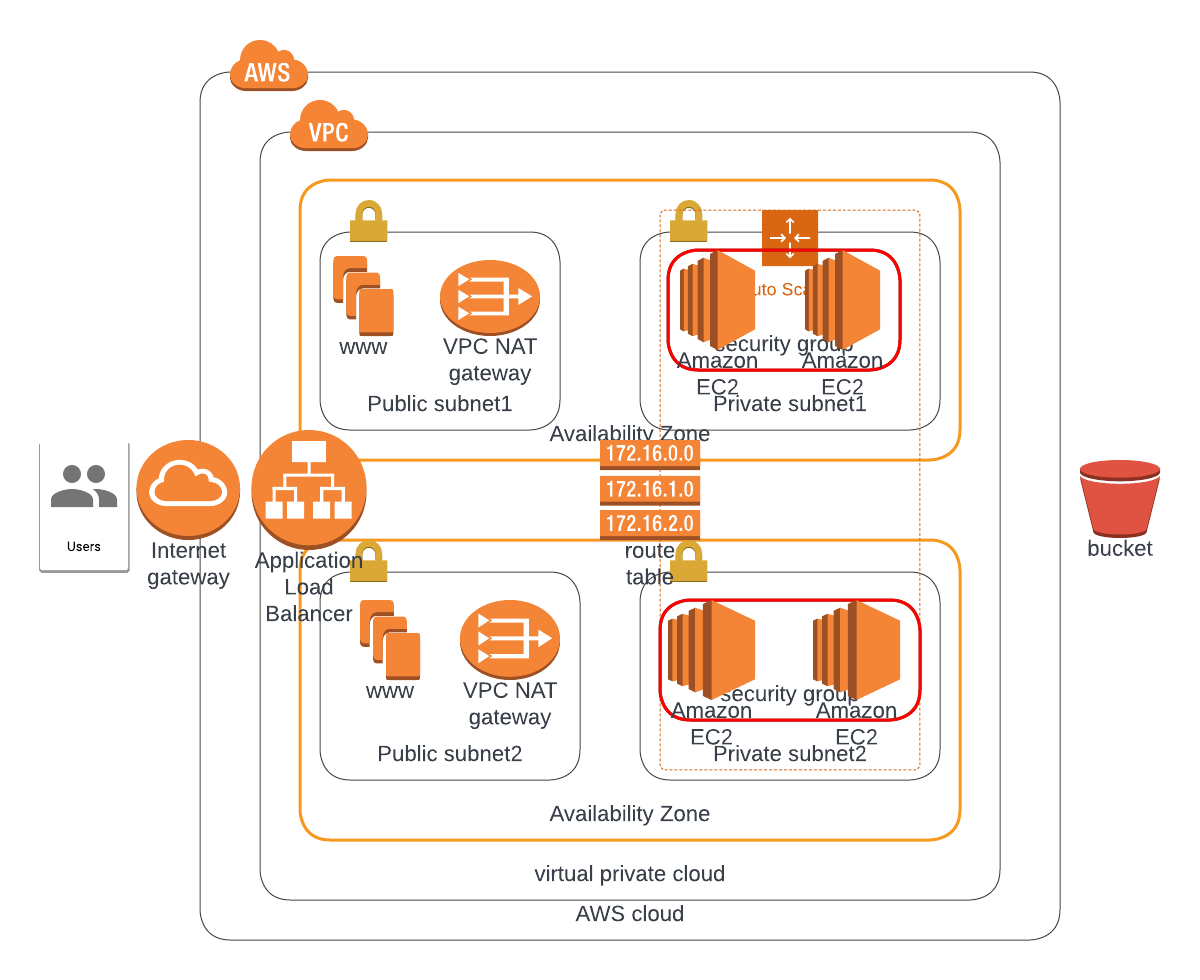 AWS
VPC
www
VPC NAT
gateway
Public subnet1
uto Sca
security group
Amazon
EC2
Amazon
EC2
Private subnet1
Availability Zone
172.16.0.0
172.16.1.0
172.16.2.0
route
table
Users
Internet
gateway
Application
Load
Balancer
bucket
www
VPC NAT
gateway
Public subnet2
security group
Amazon
EC2
Amazon
EC2
Private subnet2
Availability Zone
virtual private cloud
AWS cloud